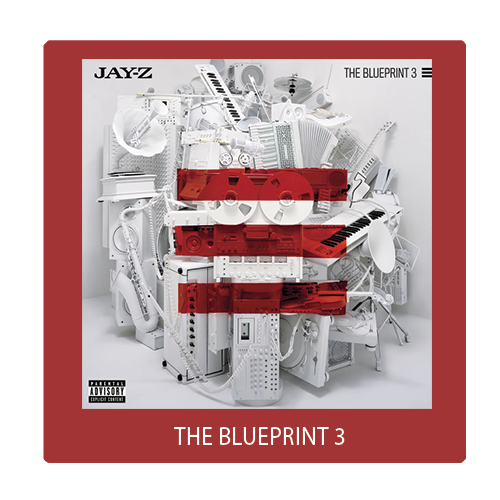 JAY-Z
THE BLUEPRINT 3
PARENTAL
ADVISORY
EXPLICIT CONTENT
THE BLUEPRINT 3